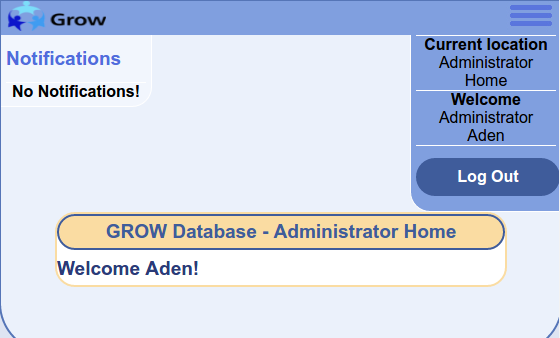 Grow
Notifications
No Notifications!
Current location
Administrator
Home
Welcome
Administrator
Aden
Log Out
GROW Database - Administrator Home
Welcome Aden!